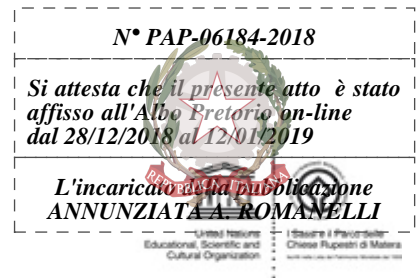 N° PAP-06184-2018
Si attesta che il presente atto è stato
affisso all'Albo Pretorio on-line
dal 28/12/2018 al 12/01/2019
L'incaricato della pubblicazione
ANNUNZIATA A. ROMANELLI
REPUBBLICA ITALIANA
United Nations
Educational, Scientific and
Cultural Organization
I Sassi e il Parco delle
Chiese Rupestri di Matera